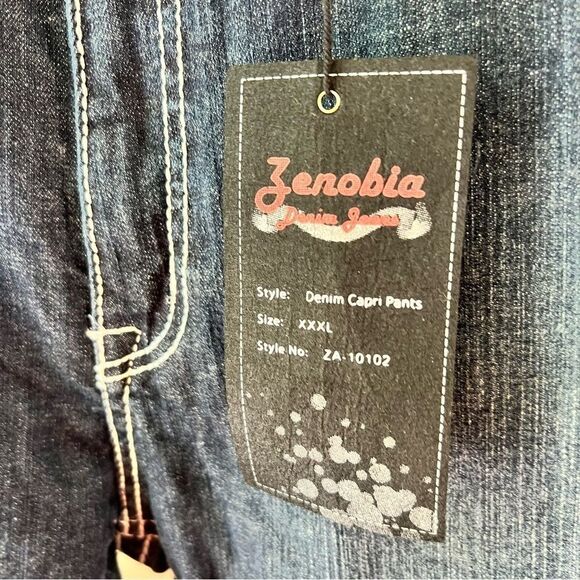 Zenobia
Denim Jeans
Style: Denim Capri Pants
Size: XXXL
Style No: ZA-10102